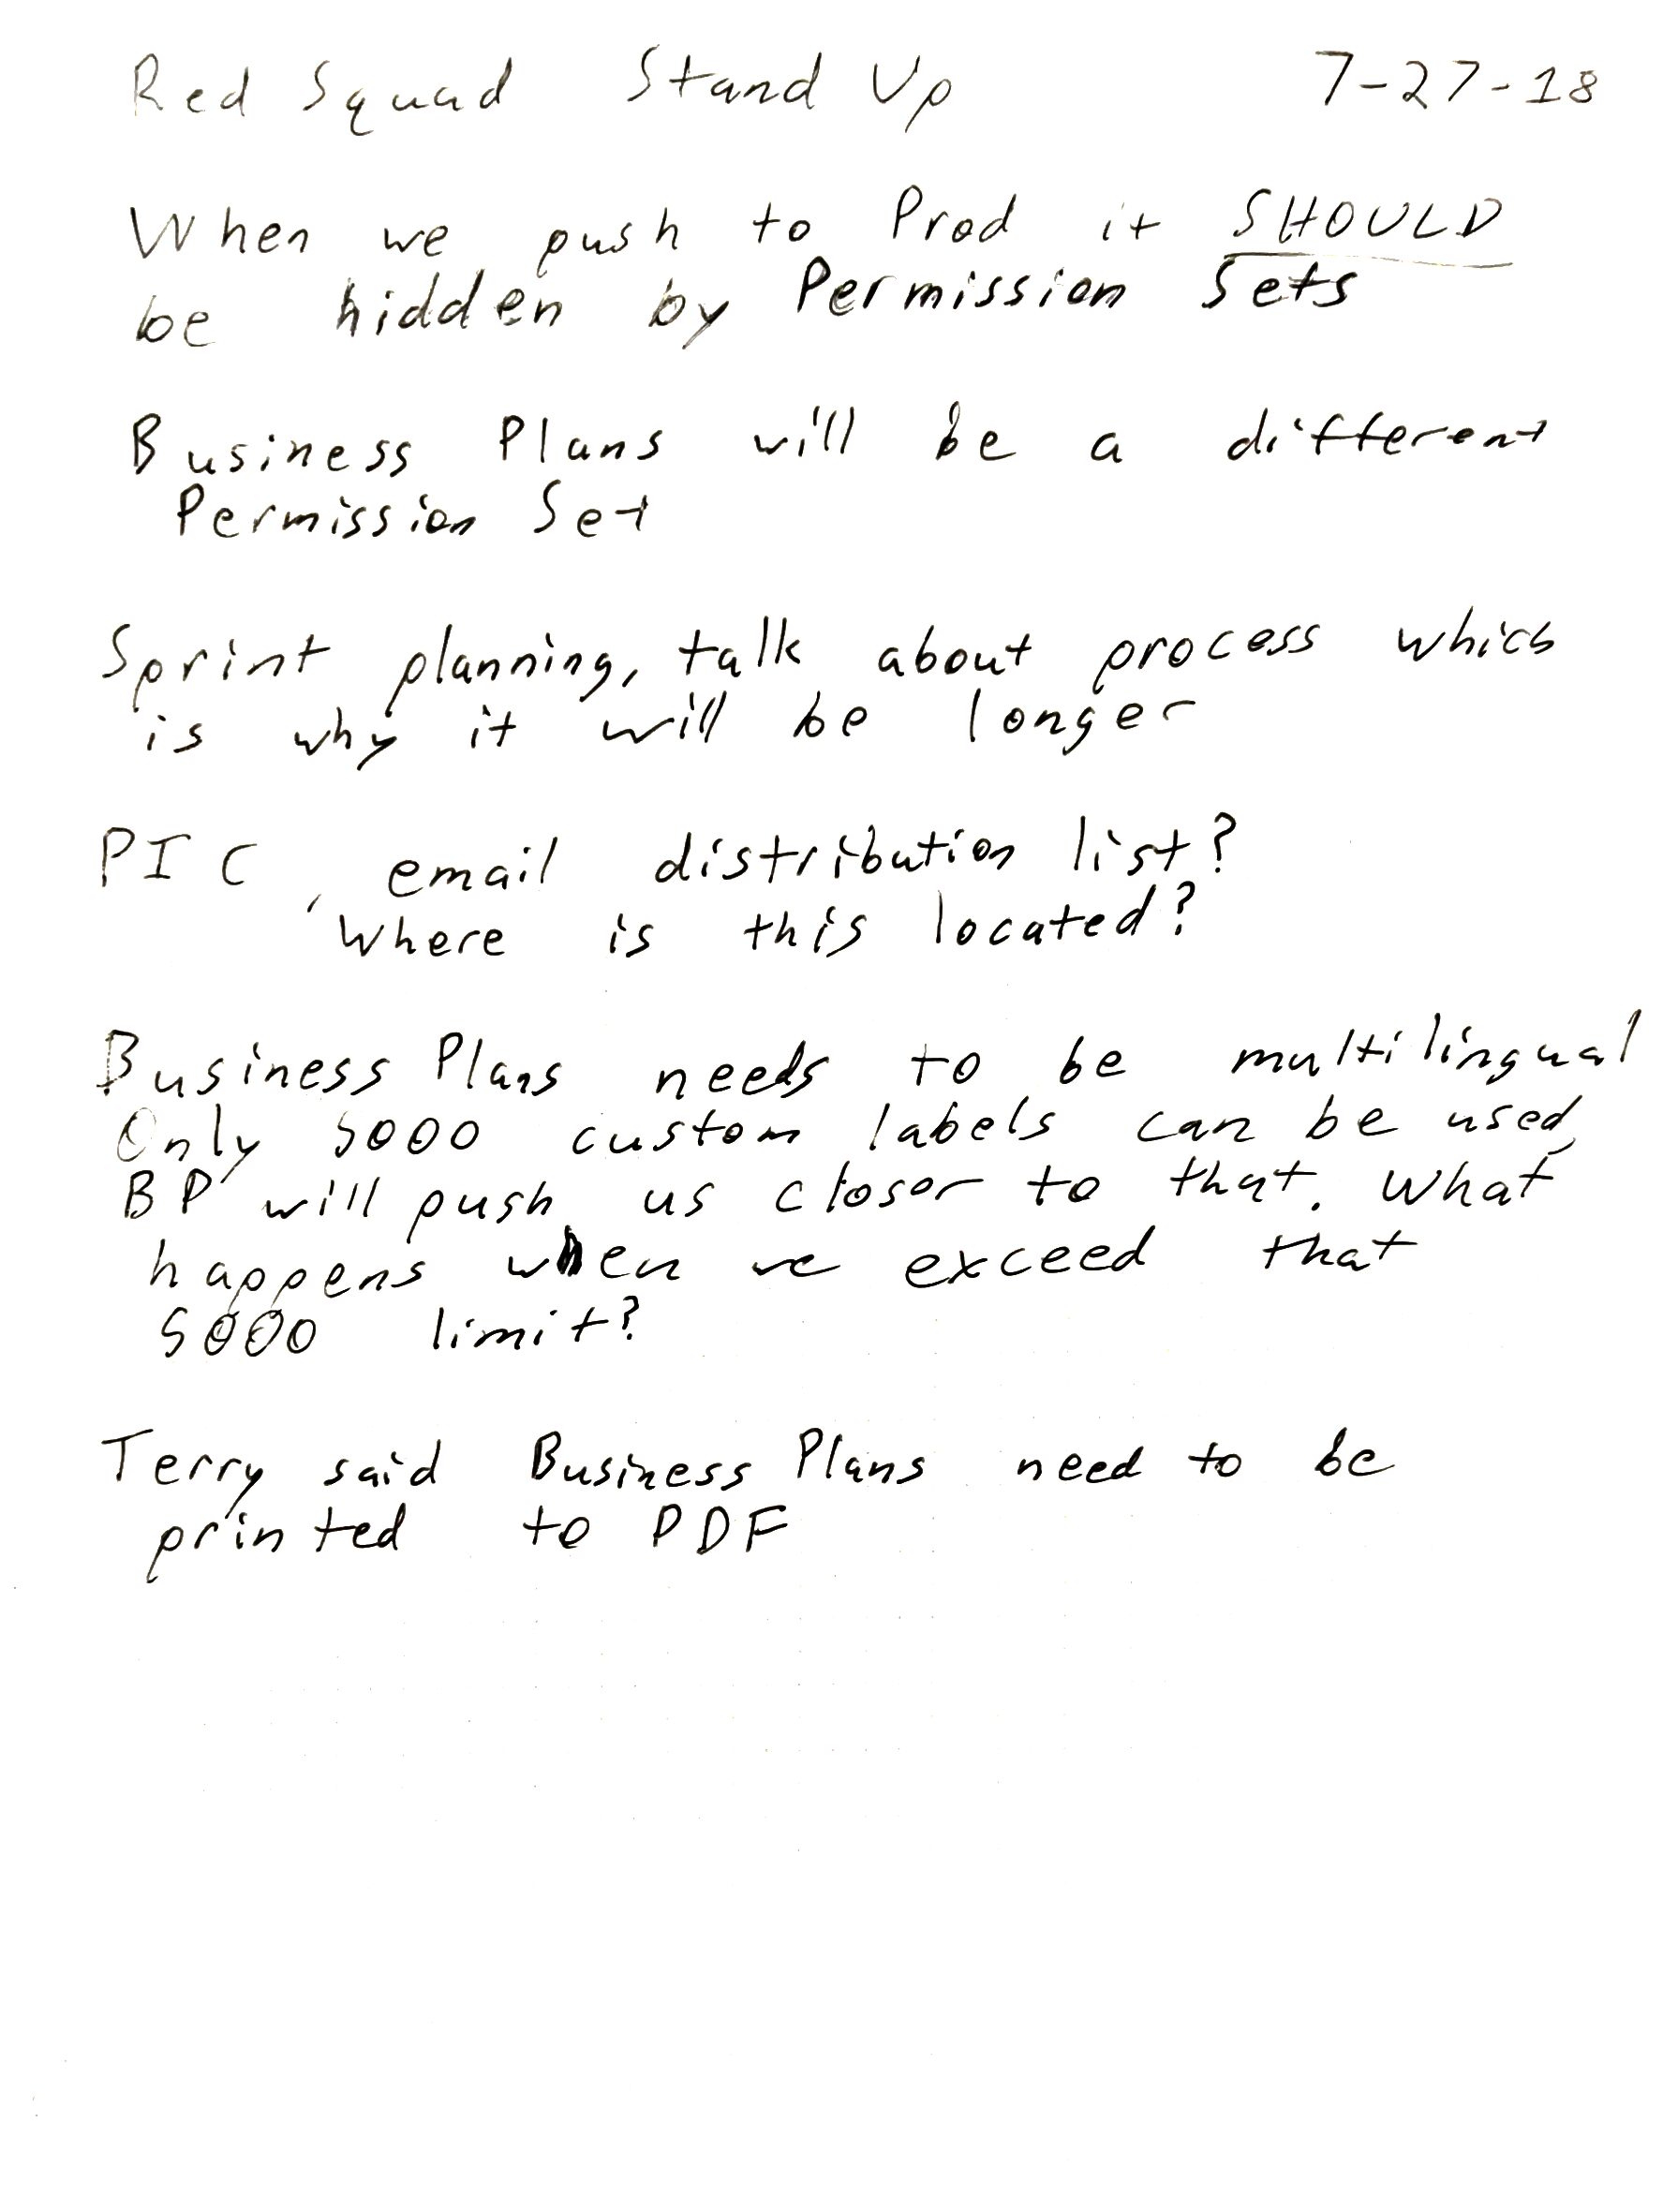 Red Squad Stand Up 7-27-18
When we push to Prod it SHOULD
be hidden by Permission Sets
Business Plans will be a different
Permission Set
Sprint planning, talk about process which
is why it will be longer
PIC, email distribution list?
Where is this located?
Business Plans needs to be multilingual
Only 5000 custom labels can be used,
BP will push us closer to that. What
happens when we exceed that
5000 limit?
Terry said Business Plans need to be
printed to PDF